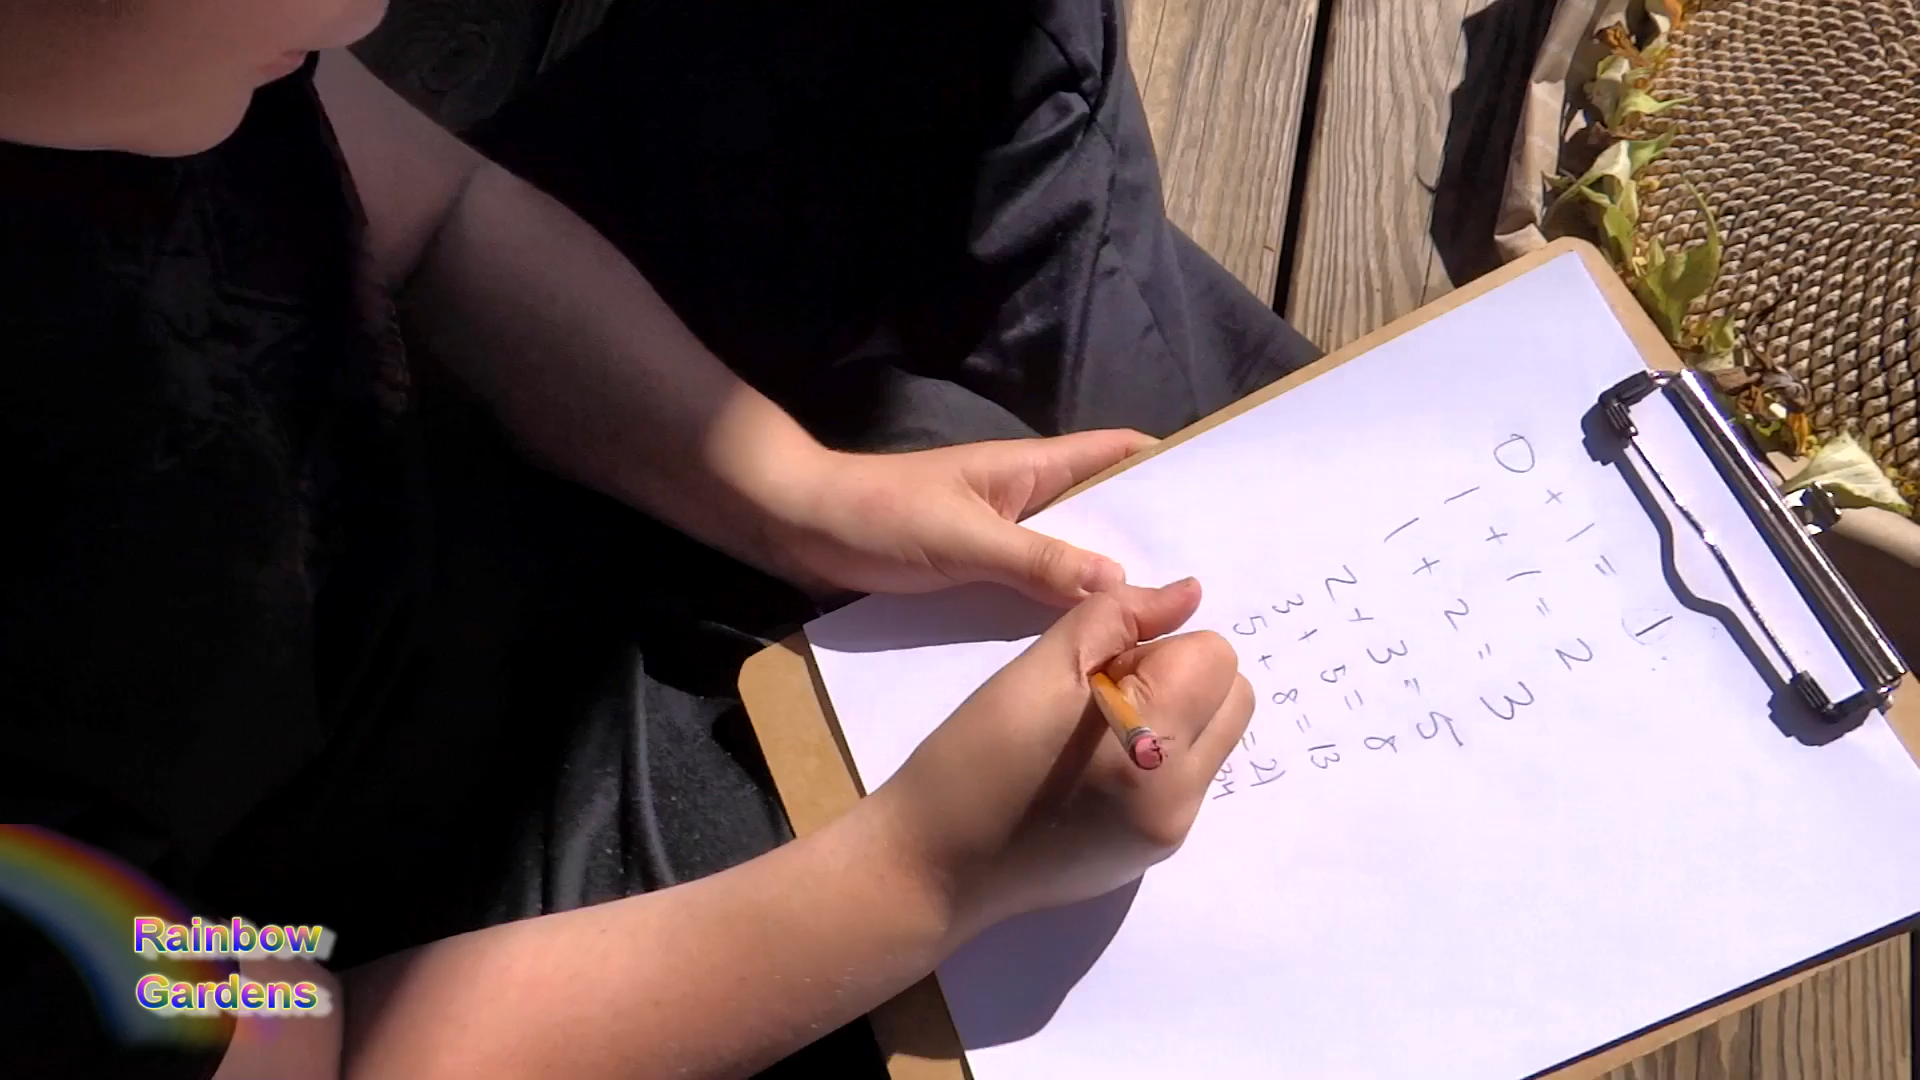 0 + 1 = 1
1 + 1 = 2
1 + 2 = 3
2 + 3 = 5
3 + 5 = 8
5 + 8 = 13
= 21
34
Rainbow
Gardens